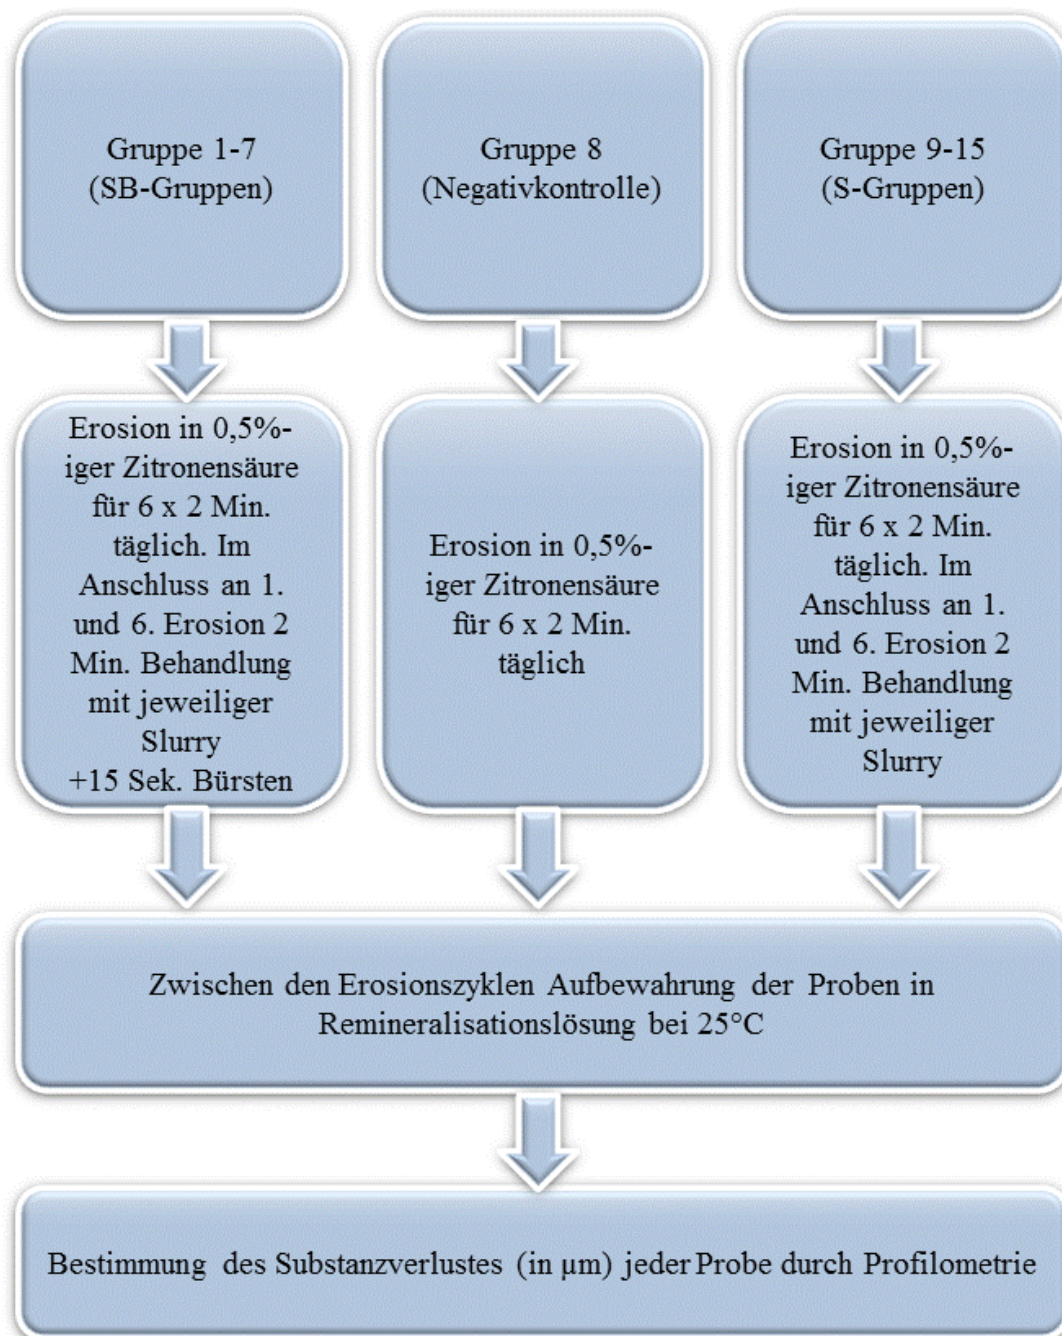 Gruppe 1-7
(SB-Gruppen)
Gruppe 8
(Negativkontrolle)
Gruppe 9-15
(S-Gruppen)
Erosion in 0,5%-
iger Zitronensäure
für 6 x 2 Min.
täglich. Im
Anschluss an 1.
und 6. Erosion 2
Min. Behandlung
mit jeweiliger
Slurry
+15 Sek. Bürsten
Erosion in 0,5%-
iger Zitronensäure
für 6 x 2 Min.
täglich
Erosion in 0,5%-
iger Zitronensäure
für 6 x 2 Min.
täglich. Im
Anschluss an 1.
und 6. Erosion 2
Min. Behandlung
mit jeweiliger
Slurry
Zwischen den Erosionszyklen Aufbewahrung der Proben in
Remineralisationslösung bei 25°C
Bestimmung des Substanzverlustes (in µm) jeder Probe durch Profilometrie